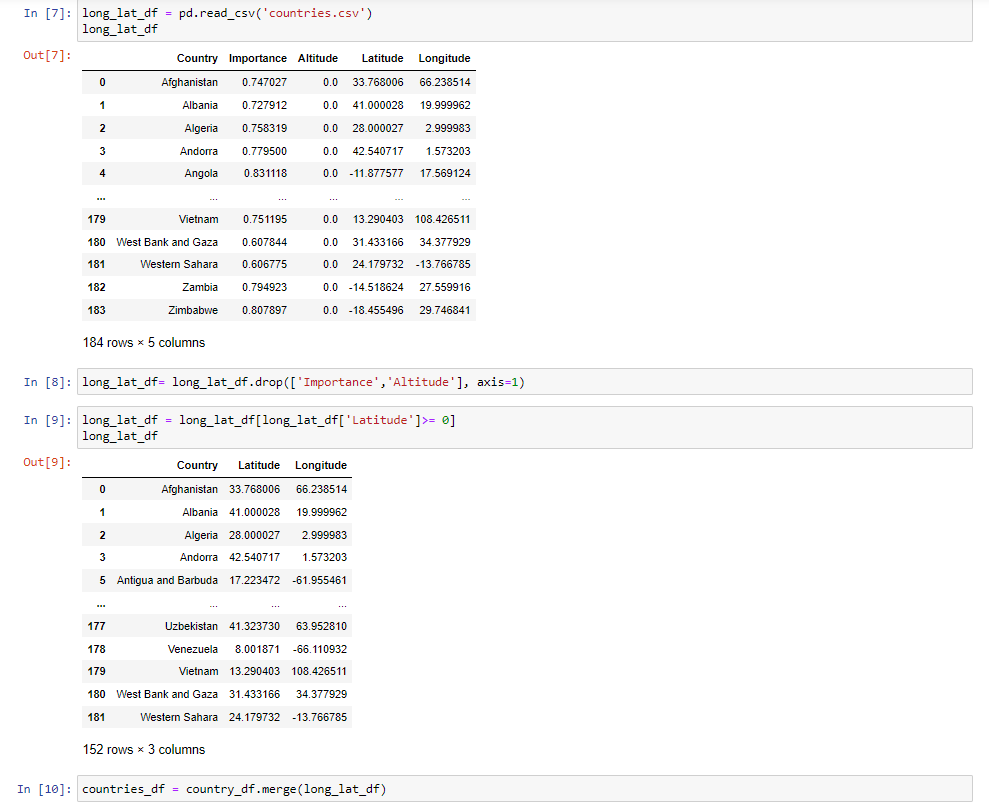 In [7]: long_lat_df = pd.read_csv('countries.csv')
long_lat_df
Out[7]:
Country Importance Altitude Latitude Longitude
0 Afghanistan 0.747027 0.0 33.768006 66.238514
1 Albania 0.727912 0.0 41.000028 19.999962
2 Algeria 0.758319 0.0 28.000027 2.999983
3 Andorra 0.779500 0.0 42.540717 1.573203
4 Angola 0.831118 0.0 -11.877577 17.569124
... ... ... ... ... ...
179 Vietnam 0.751195 0.0 13.290403 108.426511
180 West Bank and Gaza 0.607844 0.0 31.433166 34.377929
181 Western Sahara 0.606775 0.0 24.179732 -13.766785
182 Zambia 0.794923 0.0 -14.518624 27.559916
183 Zimbabwe 0.807897 0.0 -18.455496 29.746841
184 rows × 5 columns
In [8]: long_lat_df= long_lat_df.drop(['Importance','Altitude'], axis=1)
In [9]: long_lat_df = long_lat_df[long_lat_df['Latitude']>= 0]
long_lat_df
Out[9]:
Country Latitude Longitude
0 Afghanistan 33.768006 66.238514
1 Albania 41.000028 19.999962
2 Algeria 28.000027 2.999983
3 Andorra 42.540717 1.573203
5 Antigua and Barbuda 17.223472 -61.955461
... ... ... ...
177 Uzbekistan 41.323730 63.952810
178 Venezuela 8.001871 -66.110932
179 Vietnam 13.290403 108.426511
180 West Bank and Gaza 31.433166 34.377929
181 Western Sahara 24.179732 -13.766785
152 rows × 3 columns
In [10]: countries_df = country_df.merge(long_lat_df)